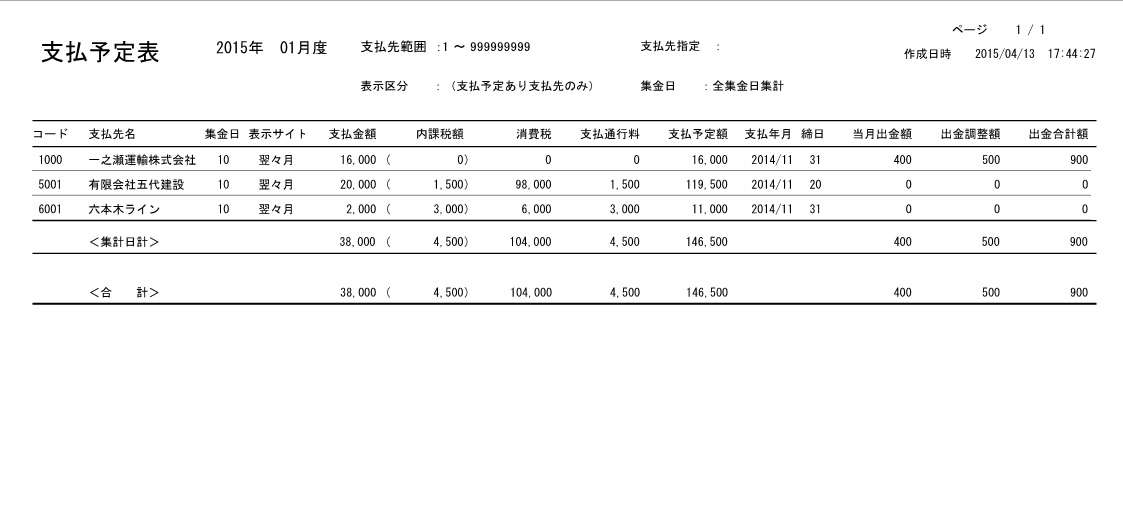 ページ　1 / 1
支払予定表　2015年　01月度　支払先範囲　:1 ～ 999999999　支払先指定　:
作成日時　2015/04/13　17:44:27
表示区分　:（支払予定あり支払先のみ）　集金日　:全集金日集計
コード　支払先名　集金日　表示サイト　支払金額　内課税額　消費税　支払通行料　支払予定額　支払年月　締日　当月出金額　出金調整額　出金合計額
1000　一之瀬運輸株式会社　10　翌々月　16,000 (　0)　0　0　16,000　2014/11　31　400　500　900
5001　有限会社五代建設　10　翌々月　20,000 (　1,500)　98,000　1,500　119,500　2014/11　20　0　0　0
6001　六本木ライン　10　翌々月　2,000 (　3,000)　6,000　3,000　11,000　2014/11　31　0　0　0
＜集計日計＞　38,000 (　4,500)　104,000　4,500　146,500　400　500　900
＜合　　計＞　38,000 (　4,500)　104,000　4,500　146,500　400　500　900